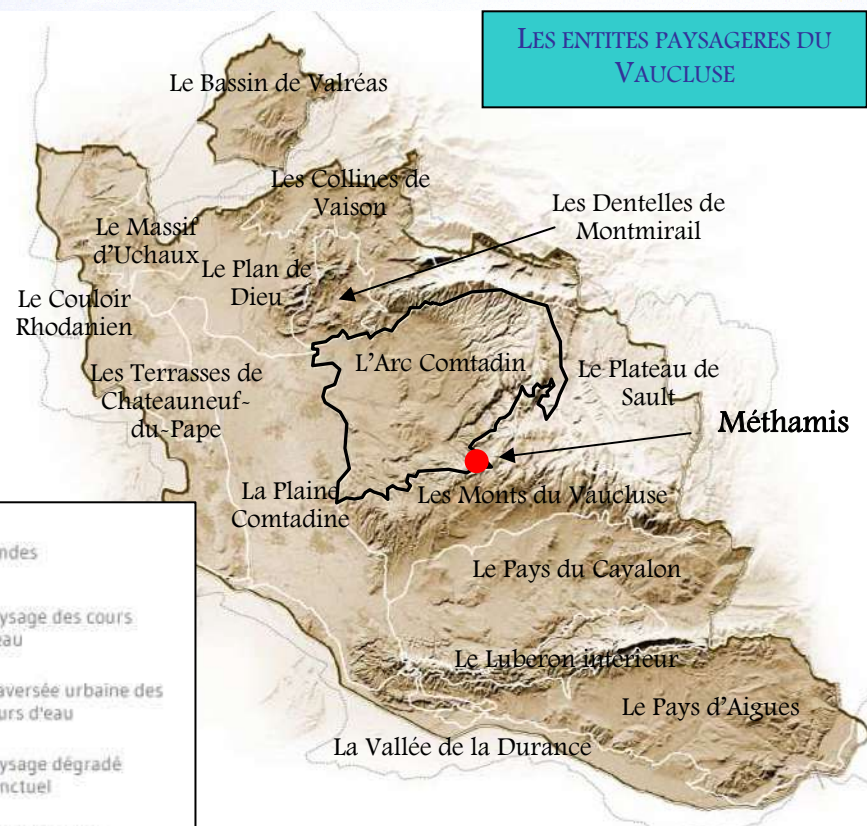 LES ENTITES PAYSAGERES DU
VAUCLUSE
Le Bassin de Valréas
Les Collines de
Vaison
Les Dentelles de
Montmirail
Le Massif
d'Uchaux
Le Plan de
Dieu
Le Couloir
Rhodanien
L'Arc Comtadin
Le Plateau de
Sault
Les Terrasses de
Chateauneuf-
du-Pape
Méthamis
La Plaine
Comtadine
Les Monts du Vaucluse
Le Pays du Cavalon
Le Luberon intérieur
Le Pays d'Aigues
La Vallée de la Durance
ndes
ysage des cours
eau
aversée urbaine des
urs d'eau
ysage dégradé
nctuel